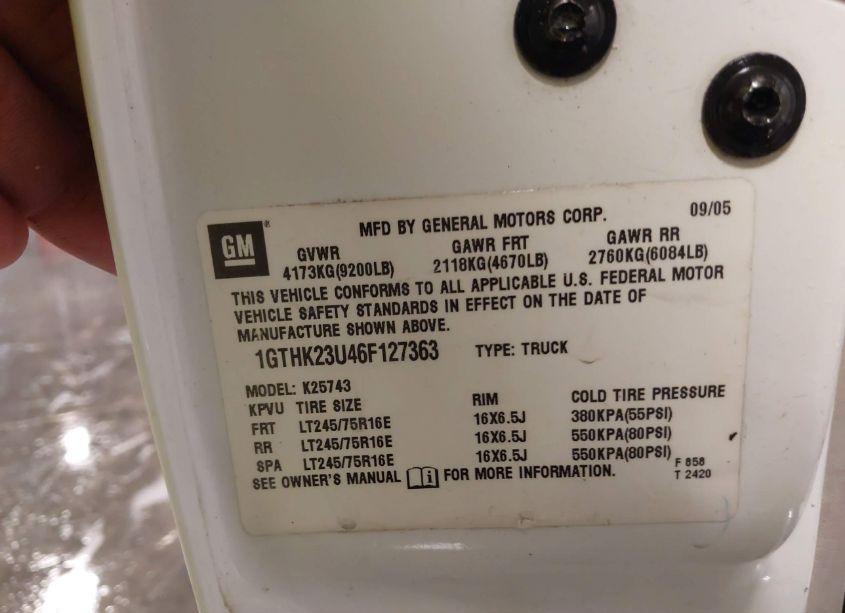 GM ®
MFD BY GENERAL MOTORS CORP. 09/05
GVWR GAWR FRT GAWR RR
4173KG(9200LB) 2118KG(4670LB) 2760KG(6084LB)
THIS VEHICLE CONFORMS TO ALL APPLICABLE U.S. FEDERAL MOTOR
VEHICLE SAFETY STANDARDS IN EFFECT ON THE DATE OF
MANUFACTURE SHOWN ABOVE.
1GTHK23U46F127363 TYPE: TRUCK
MODEL: K25743
KPVU TIRE SIZE RIM COLD TIRE PRESSURE
FRT LT245/75R16E 16X6.5J 380KPA(55PSI)
RR LT245/75R16E 16X6.5J 550KPA(80PSI)
SPA LT245/75R16E 16X6.5J 550KPA(80PSI)
SEE OWNER'S MANUAL i FOR MORE INFORMATION.
F 858
T 2420